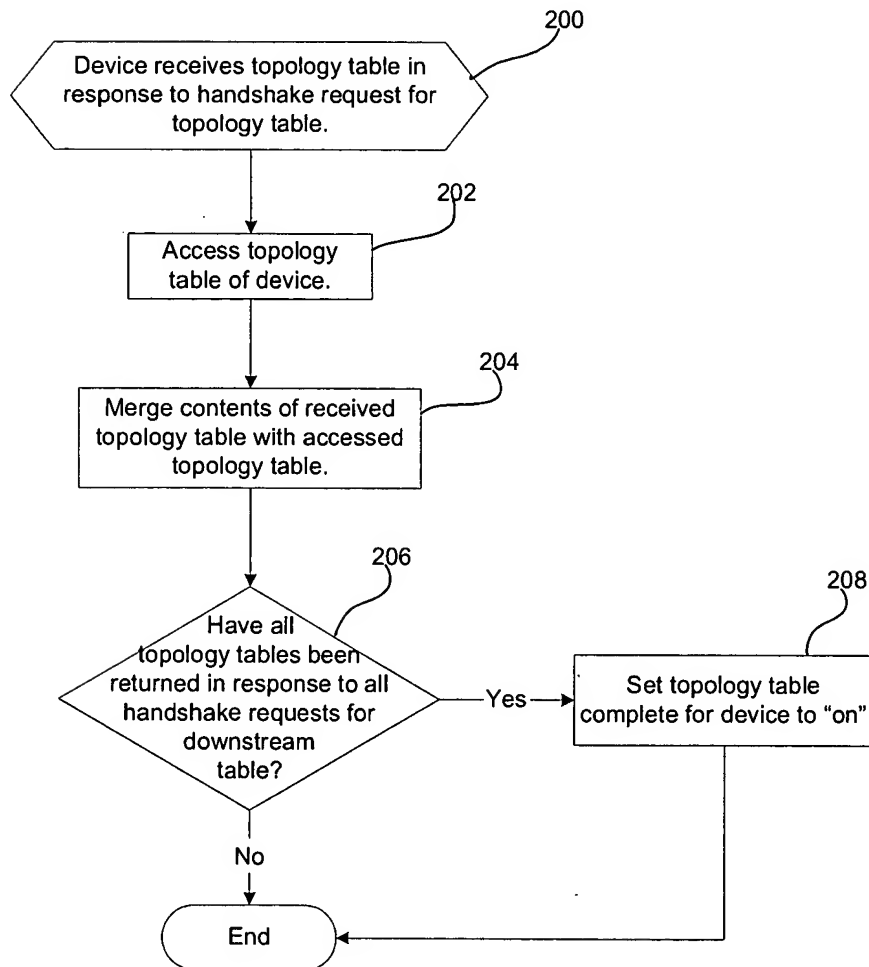 200
Device receives topology table in
response to handshake request for
topology table.
202
Access topology
table of device.
204
Merge contents of received
topology table with accessed
topology table.
206
Have all
topology tables been
returned in response to all
handshake requests for
downstream
table?
Yes
208
Set topology table
complete for device to “on”
No
End